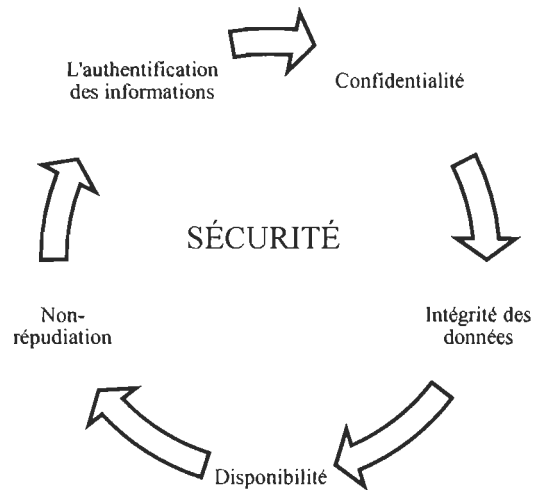 L'authentification
des informations
Confidentialité
SÉCURITÉ
Non-
répudiation
Intégrité des
données
Disponibilité